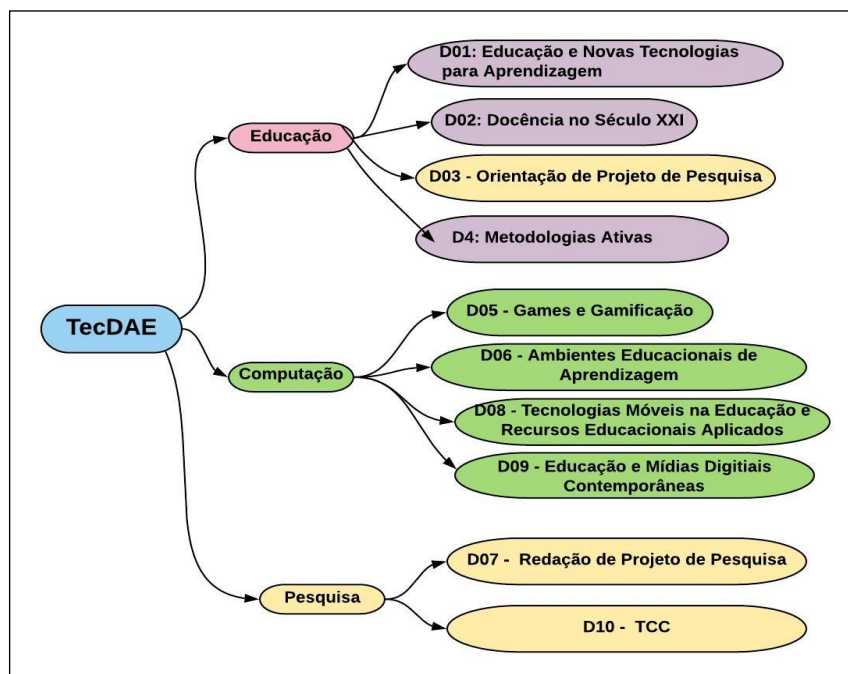 D01: Educação e Novas Tecnologias
para Aprendizagem
Educação
D02: Docência no Século XXI
D03 - Orientação de Projeto de Pesquisa
D4: Metodologias Ativas
TecDAE
D05 - Games e Gamificação
Computação
D06 - Ambientes Educacionais de
Aprendizagem
D08 - Tecnologias Móveis na Educação e
Recursos Educacionais Aplicados
D09 - Educação e Mídias Digitiais
Contemporâneas
D07 - Redação de Projeto de Pesquisa
Pesquisa
D10 - TCC